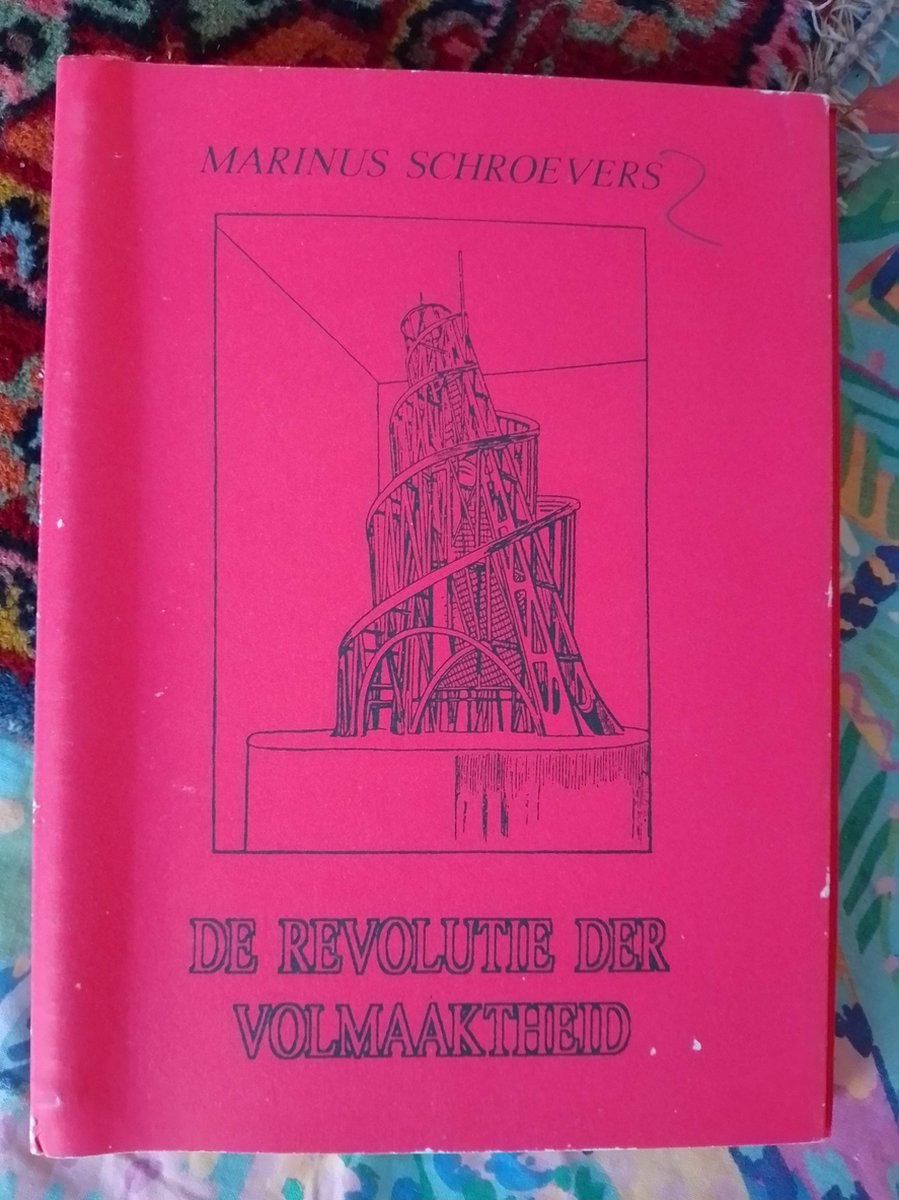 MARINUS SCHROEVERS
DE REVOLUTIE DER
VOLMAAKTHEID